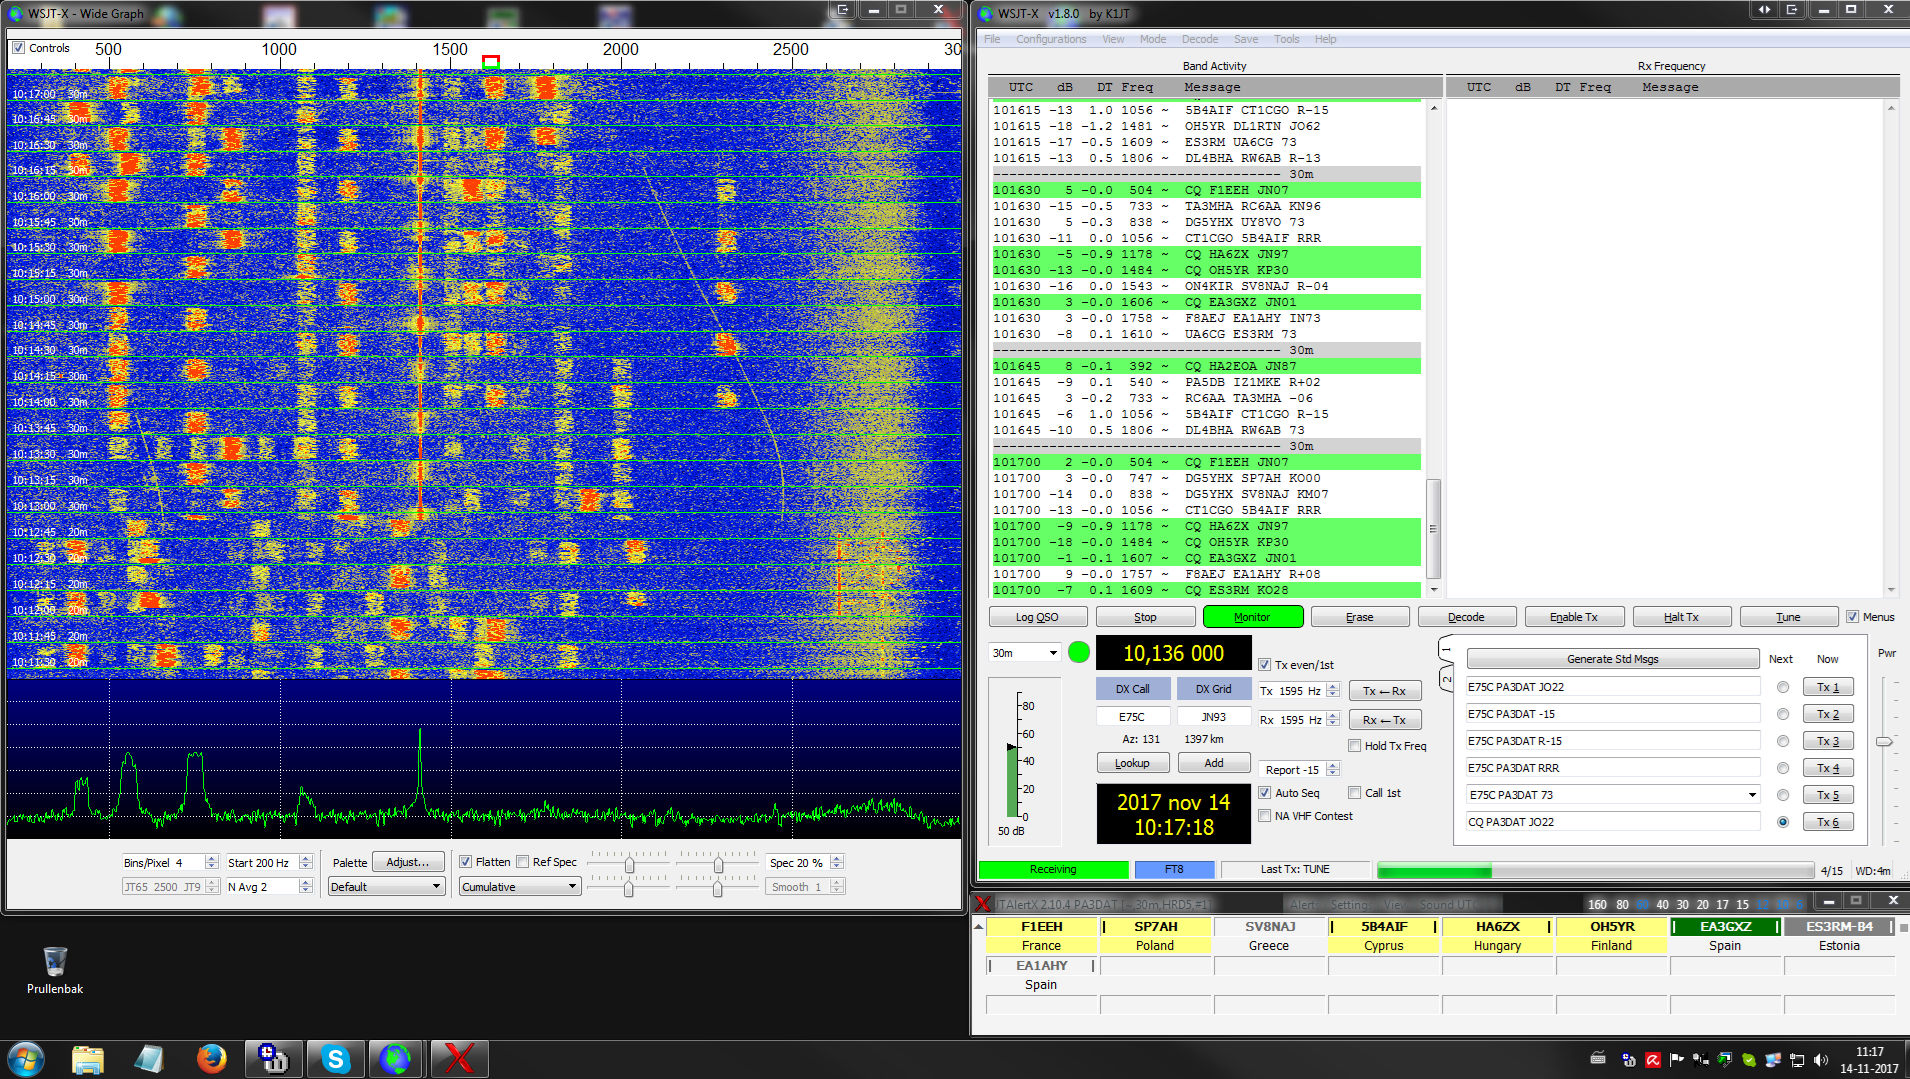 WSJT-X - Wide Graph
Controls 500 1000 1500 2000 2500 30
10:17:00 30m
10:16:45 30m
10:16:30 30m
10:16:15 30m
10:16:00 30m
10:15:45 30m
10:15:30 30m
10:15:15 30m
10:15:00 30m
10:14:45 30m
10:14:30 30m
10:14:15 30m
10:14:00 30m
10:13:45 30m
10:13:30 30m
10:13:15 30m
10:13:00 30m
10:12:45 20m
10:12:30 20m
10:12:15 20m
10:12:00 20m
10:11:45 20m
10:11:30 20m
Bins/Pixel 4 Start 200 Hz Palette Adjust... Flatten Ref Spec Spec 20 %
JT65 2500 JT9 N Avg 2 Default Cumulative Smooth 1
WSJT-X v1.8.0 by K1JT
File Configurations View Mode Decode Save Tools Help
Band Activity Rx Frequency
UTC dB DT Freq Message UTC dB DT Freq Message
101615 -13 1.0 1056 ~ 5B4AIF CT1CGO R-15
101615 -18 -1.2 1481 ~ OH5YR DL1RTN JO62
101615 -17 -0.5 1609 ~ ES3RM UA6CG 73
101615 -13 0.5 1806 ~ DL4BHA RW6AB R-13
----------------------------------- 30m
101630 5 -0.0 504 ~ CQ F1EEH JN07
101630 -15 -0.5 733 ~ TA3MHA RC6AA KN96
101630 5 -0.3 838 ~ DG5YHX UY8VO 73
101630 -11 0.0 1056 ~ CT1CGO 5B4AIF RRR
101630 -5 -0.9 1178 ~ CQ HA6ZX JN97
101630 -13 -0.0 1484 ~ CQ OH5YR KP30
101630 -16 0.0 1543 ~ ON4KIR SV8NAJ R-04
101630 3 -0.0 1606 ~ CQ EA3GXZ JN01
101630 3 -0.0 1758 ~ F8AEJ EA1AHY IN73
101630 -8 0.1 1610 ~ UA6CG ES3RM 73
----------------------------------- 30m
101645 8 -0.1 392 ~ CQ HA2EOA JN87
101645 -9 0.1 540 ~ PA5DB IZ1MKE R+02
101645 3 -0.2 733 ~ RC6AA TA3MHA -06
101645 -6 1.0 1056 ~ 5B4AIF CT1CGO R-15
101645 -10 0.5 1806 ~ DL4BHA RW6AB 73
----------------------------------- 30m
101700 2 -0.0 504 ~ CQ F1EEH JN07
101700 3 -0.0 747 ~ DG5YHX SP7AH KO00
101700 -14 0.0 838 ~ DG5YHX SV8NAJ KM07
101700 -13 -0.0 1056 ~ CT1CGO 5B4AIF RRR
101700 -9 -0.9 1178 ~ CQ HA6ZX JN97
101700 -18 -0.0 1484 ~ CQ OH5YR KP30
101700 -1 -0.1 1607 ~ CQ EA3GXZ JN01
101700 9 -0.0 1757 ~ F8AEJ EA1AHY R+08
101700 -7 0.1 1609 ~ CQ ES3RM KO28
Log QSO Stop Monitor Erase Decode Enable Tx Halt Tx Tune Menus
30m 10,136 000 Tx even/1st
DX Call DX Grid Tx 1595 Hz Tx ← Rx
E75C JN93 Rx 1595 Hz Rx ← Tx
Az: 131 1397 km Hold Tx Freq
Lookup Add Report -15
2017 nov 14 Auto Seq Call 1st
10:17:18 NA VHF Contest
80
60
40
20
0
50 dB
1
2
Generate Std Msgs Next Now Pwr
E75C PA3DAT JO22 Tx 1
E75C PA3DAT -15 Tx 2
E75C PA3DAT R-15 Tx 3
E75C PA3DAT RRR Tx 4
E75C PA3DAT 73 Tx 5
CQ PA3DAT JO22 Tx 6
Receiving FT8 Last Tx: TUNE 4/15 WD:4m
JTAlertX 2.10.4 PA3DAT [~,30m,HRD5,#1] Alert Settings View Sound 160 80 40 30 20 17 15
F1EEH SP7AH SV8NAJ 5B4AIF HA6ZX OH5YR EA3GXZ ES3RM-B4
France Poland Greece Cyprus Hungary Finland Spain Estonia
EA1AHY
Spain
Prullenbak
11:17
14-11-2017